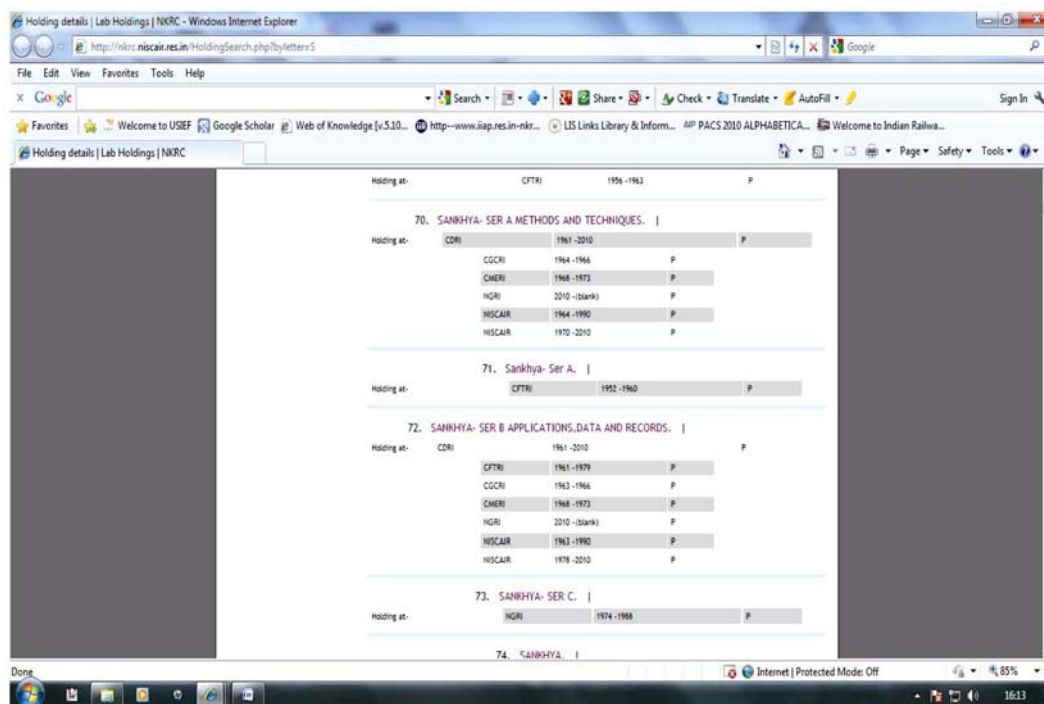 Holding details | Lab Holdings | NKRC - Windows Internet Explorer
http://nkrc.niscair.res.in/HoldingSearch.php?byletter=S Google
File Edit View Favorites Tools Help
x Google Search Share Check Translate AutoFill Sign In
Favorites Welcome to USIEF Google Scholar Web of Knowledge [v.5.10... http--www.iiap.res.in-nkr... LIS Links Library & Inform... PACS 2010 ALPHABETICA... Welcome to Indian Railwa...
Holding details | Lab Holdings | NKRC Page Safety Tools
Holding at- CFTRI 1956 -1963 P
70. SANKHYA- SER A METHODS AND TECHNIQUES. |
Holding at- CDRI 1961 -2010 P
CGCRI 1964 -1966 P
CMERI 1968 -1973 P
NGRI 2010 -(blank) P
NISCAIR 1964 -1990 P
NISCAIR 1970 -2010 P
71. Sankhya- Ser A. |
Holding at- CFTRI 1952 -1960 P
72. SANKHYA- SER B APPLICATIONS,DATA AND RECORDS. |
Holding at- CDRI 1961 -2010 P
CFTRI 1961 -1979 P
CGCRI 1963 -1966 P
CMERI 1968 -1973 P
NGRI 2010 -(blank) P
NISCAIR 1963 -1990 P
NISCAIR 1978 -2010 P
73. SANKHYA- SER C. |
Holding at- NGRI 1974 -1988 P
74. SANKHYA. |
Done Internet | Protected Mode: Off 85%
16:13